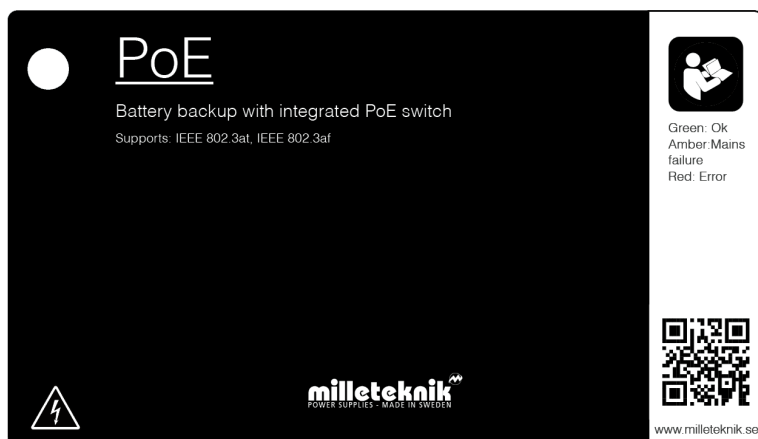 PoE
Battery backup with integrated PoE switch
Supports: IEEE 802.3at, IEEE 802.3af
Green: Ok
Amber:Mains
failure
Red: Error
milleteknik
POWER SUPPLIES - MADE IN SWEDEN
www.milleteknik.se